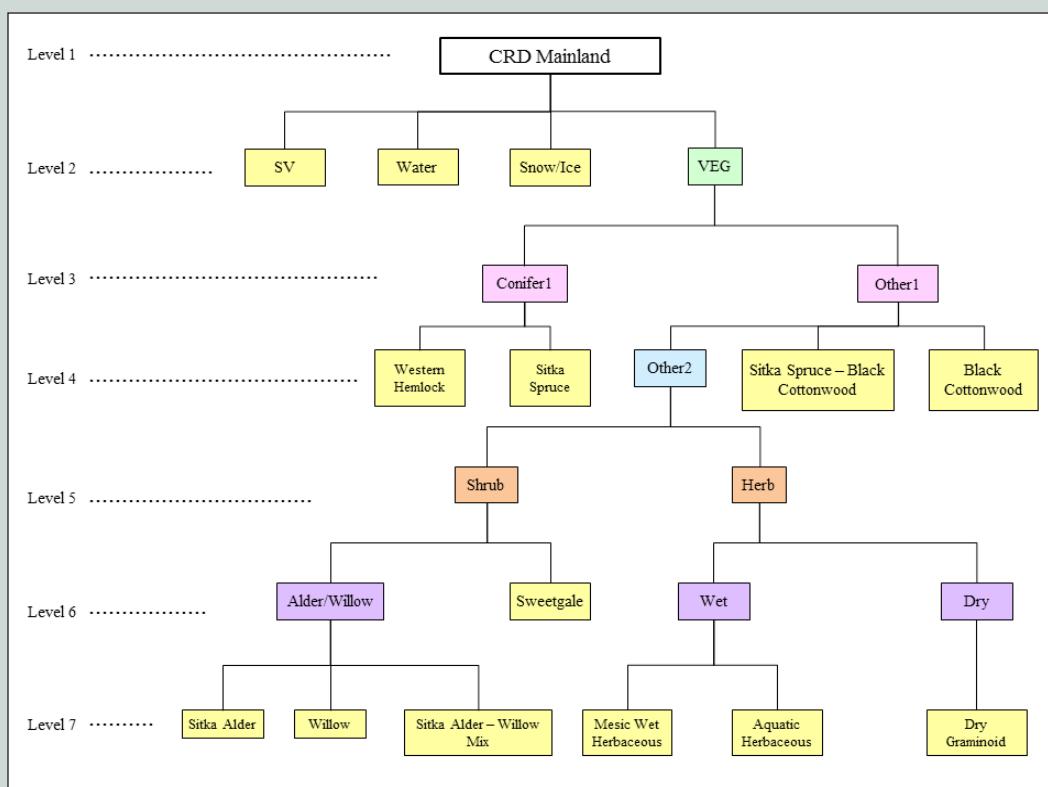 Level 1
CRD Mainland
Level 2
SV
Water
Snow/Ice
VEG
Level 3
Conifer1
Other1
Level 4
Western
Hemlock
Sitka
Spruce
Other2
Sitka Spruce – Black
Cottonwood
Black
Cottonwood
Level 5
Shrub
Herb
Level 6
Alder/Willow
Sweetgale
Wet
Dry
Level 7
Sitka Alder
Willow
Sitka Alder – Willow
Mix
Mesic Wet
Herbaceous
Aquatic
Herbaceous
Dry
Graminoid